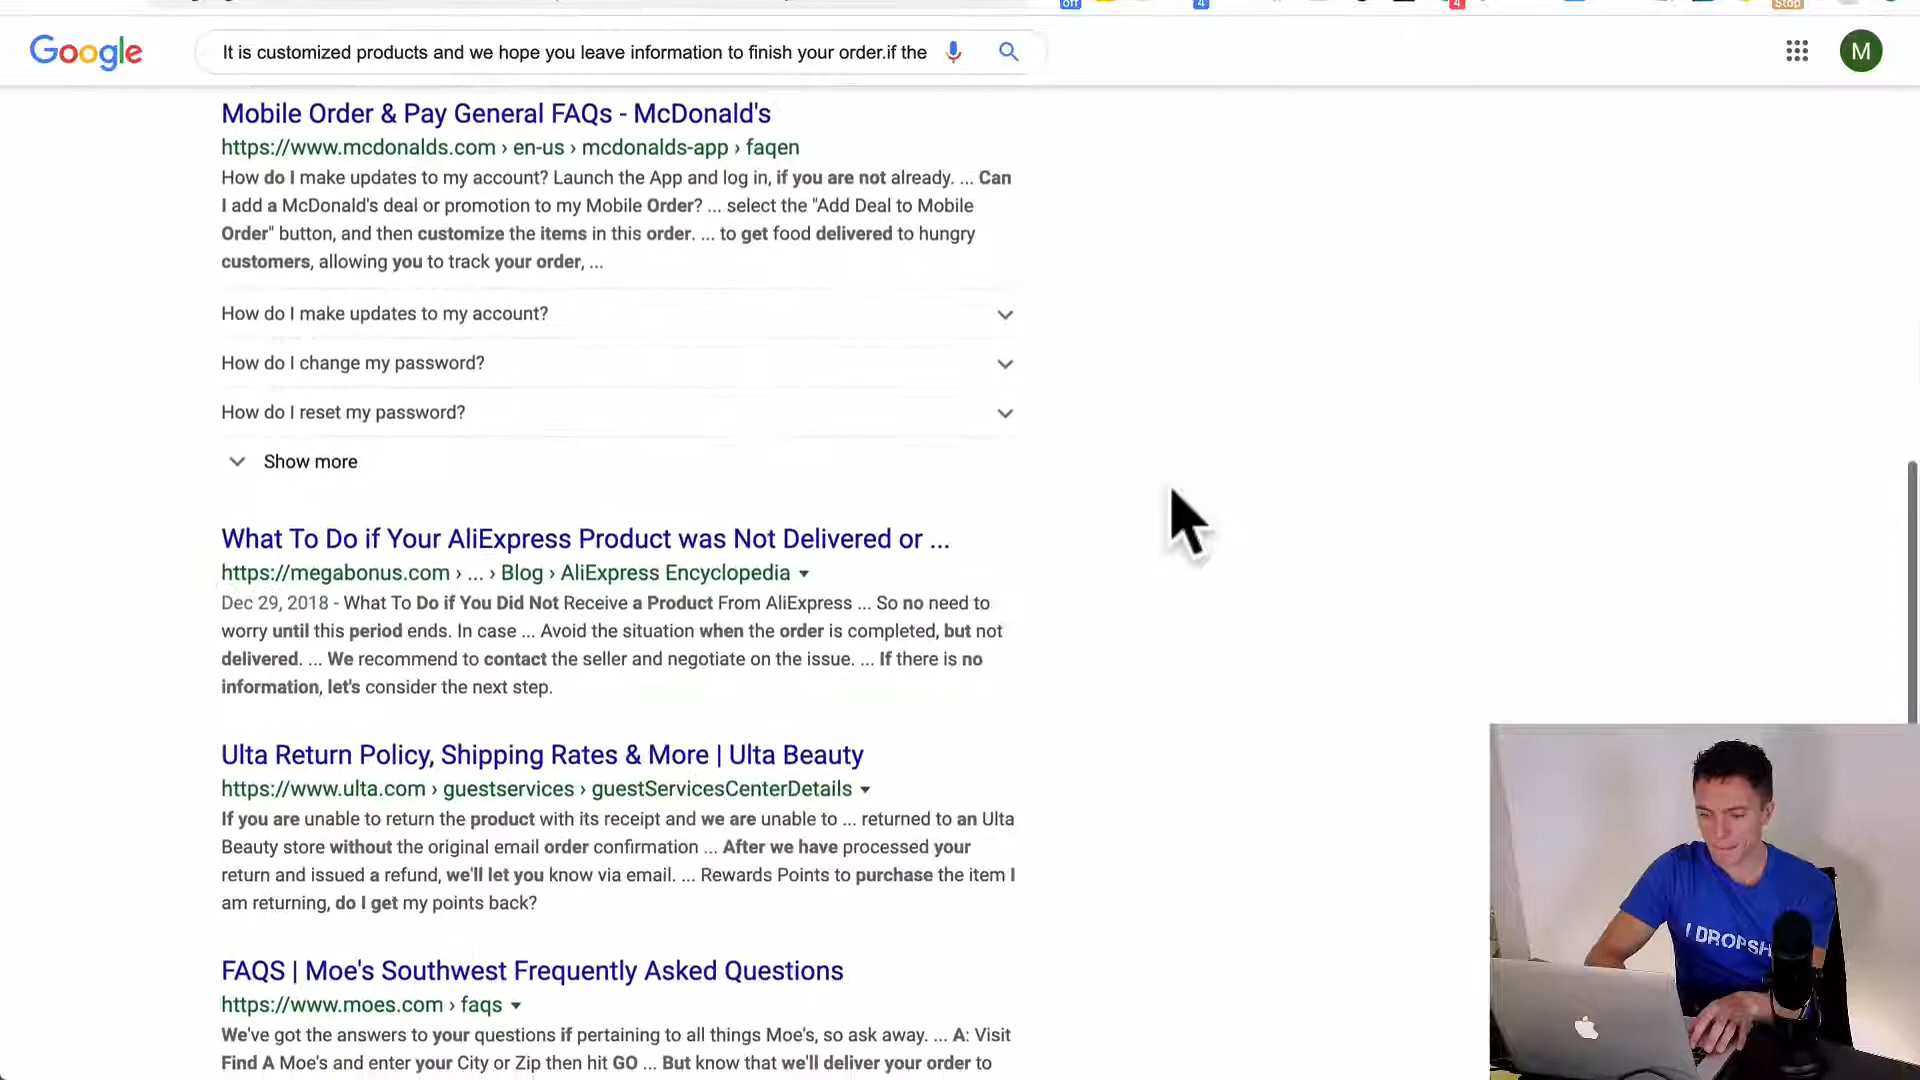 off
4
4
Stop
Google
It is customized products and we hope you leave information to finish your order.if the
M
Mobile Order & Pay General FAQs - McDonald's
https://www.mcdonalds.com › en-us › mcdonalds-app › faqen
How do I make updates to my account? Launch the App and log in, if you are not already. ... Can
I add a McDonald's deal or promotion to my Mobile Order? ... select the "Add Deal to Mobile
Order" button, and then customize the items in this order. ... to get food delivered to hungry
customers, allowing you to track your order, ...
How do I make updates to my account?
How do I change my password?
How do I reset my password?
Show more
What To Do if Your AliExpress Product was Not Delivered or ...
https://megabonus.com › ... › Blog › AliExpress Encyclopedia
Dec 29, 2018 - What To Do if You Did Not Receive a Product From AliExpress ... So no need to
worry until this period ends. In case ... Avoid the situation when the order is completed, but not
delivered. ... We recommend to contact the seller and negotiate on the issue. ... If there is no
information, let's consider the next step.
Ulta Return Policy, Shipping Rates & More | Ulta Beauty
https://www.ulta.com › guestservices › guestServicesCenterDetails
If you are unable to return the product with its receipt and we are unable to ... returned to an Ulta
Beauty store without the original email order confirmation ... After we have processed your
return and issued a refund, we'll let you know via email. ... Rewards Points to purchase the item I
am returning, do I get my points back?
FAQS | Moe's Southwest Frequently Asked Questions
https://www.moes.com › faqs
We've got the answers to your questions if pertaining to all things Moe's, so ask away. ... A: Visit
Find A Moe's and enter your City or Zip then hit GO ... But know that we'll deliver your order to
I DROPSH